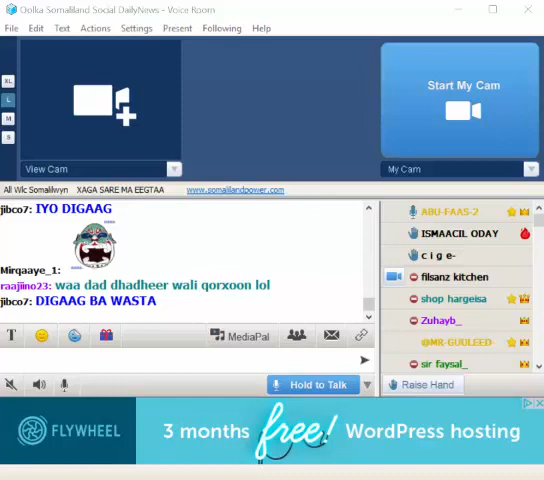 Qolka Somaliland Social DailyNews - Voice Room
File Edit Text Actions Settings Present Following Help
XL
L
M
S
Start My Cam
View Cam
My Cam
All Wlc Somalilwyn XAGA SARE MA EEGTAA www.somalilandpower.com
jibco7: IYO DIGAAG
Mirqaaye_1:
raajiino23: waa dad dhadheer wali qorxoon lol
jibco7: DIGAAG BA WASTA
ABU-FAAS-2
ISMAACIL ODAY
c i g e-
filsanz kitchen
shop hargeisa
Zuhayb_
@MR-GUULEED-
sir faysal_
T
MediaPal
Hold to Talk
Raise Hand
FLYWHEEL
3 months free! WordPress hosting